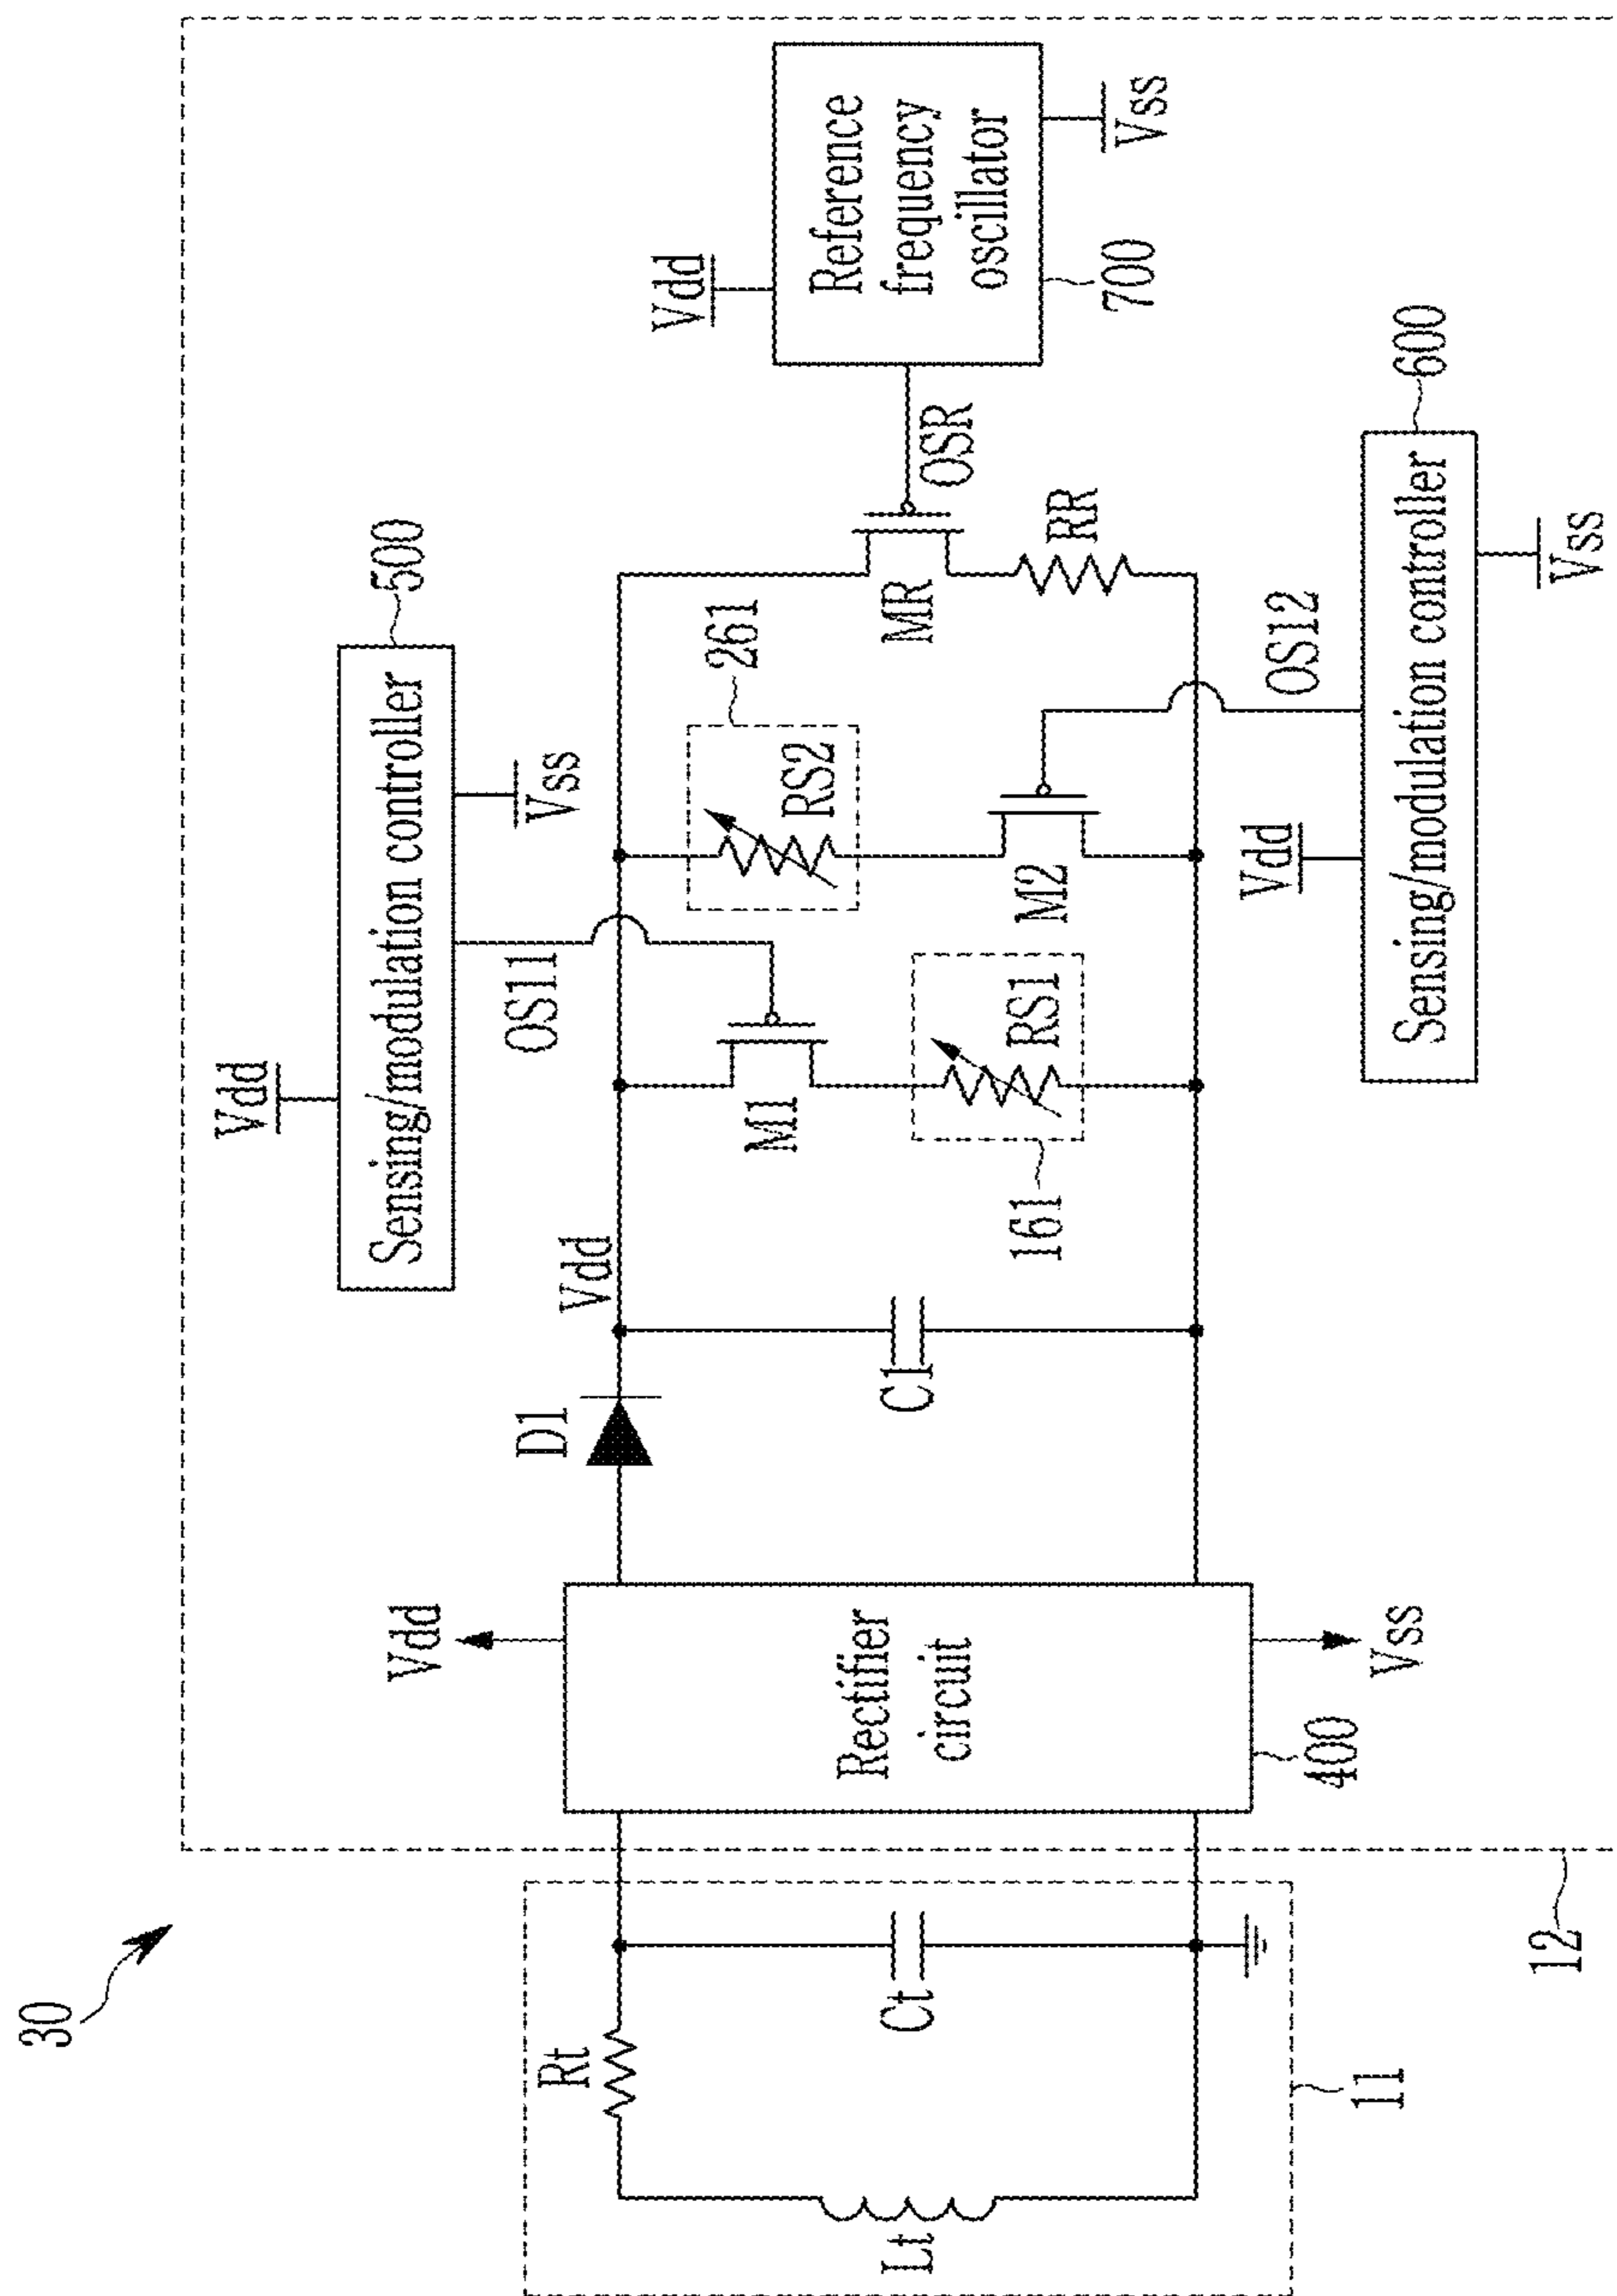 30
Vdd
Sensing/modulation controller
500
OS11
Vss
Vdd
Reference
frequency
oscillator
700
Vss
Vdd
D1
Vdd
261
RS2
M1
M2
MR
OSR
RR
Rt
Lt
Ct
Rectifier
circuit
C1
RS1
161
OS12
400
Vss
Vdd
Sensing/modulation controller
600
Vss
11
12